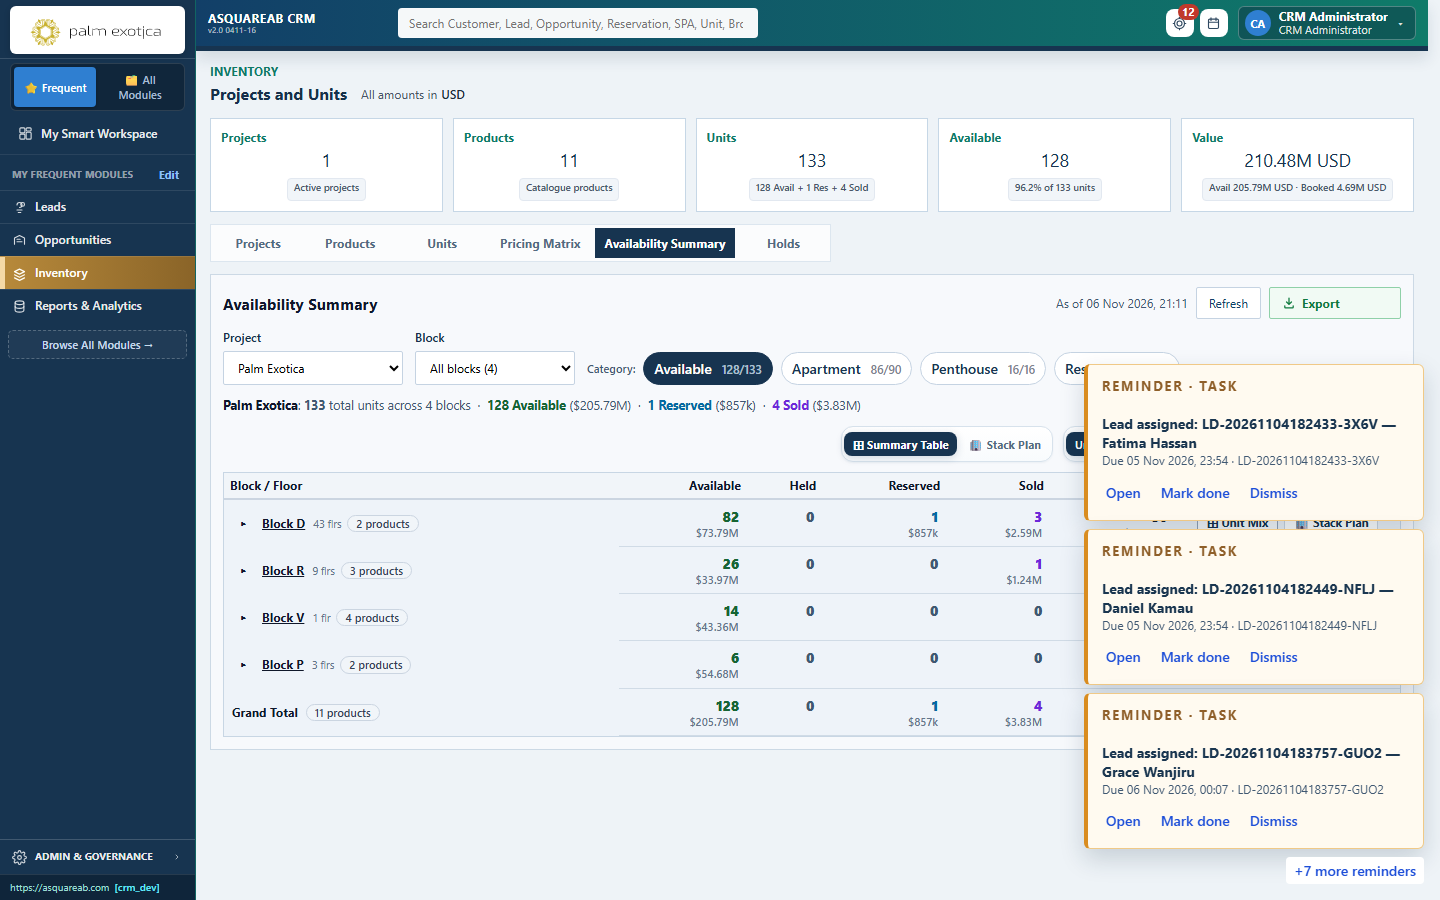 palm exotica
Frequent
All Modules
My Smart Workspace
MY FREQUENT MODULES Edit
Leads
Opportunities
Inventory
Reports & Analytics
Browse All Modules →
ADMIN & GOVERNANCE ›
https://asquareab.com [crm_dev]
ASQUAREAB CRM
v2.0 0411-16
Search Customer, Lead, Opportunity, Reservation, SPA, Unit, Brc
12
CA
CRM Administrator
CRM Administrator
INVENTORY
Projects and Units All amounts in USD
Projects
1
Active projects
Products
11
Catalogue products
Units
133
128 Avail + 1 Res + 4 Sold
Available
128
96.2% of 133 units
Value
210.48M USD
Avail 205.79M USD · Booked 4.69M USD
Projects Products Units Pricing Matrix Availability Summary Holds
Availability Summary
As of 06 Nov 2026, 21:11 Refresh Export
Project
Palm Exotica
Block
All blocks (4)
Category: Available 128/133 Apartment 86/90 Penthouse 16/16 Res
Palm Exotica: 133 total units across 4 blocks · 128 Available ($205.79M) · 1 Reserved ($857k) · 4 Sold ($3.83M)
Summary Table Stack Plan
Block / Floor Available Held Reserved Sold
Block D 43 flrs 2 products 82 0 1 3
$73.79M $857k $2.59M
Unit Mix Stack Plan
Block R 9 flrs 3 products 26 0 0 1
$33.97M $1.24M
Block V 1 flr 4 products 14 0 0 0
$43.36M
Block P 3 flrs 2 products 6 0 0 0
$54.68M
Grand Total 11 products 128 0 1 4
$205.79M $857k $3.83M
REMINDER · TASK
Lead assigned: LD-20261104182433-3X6V —
Fatima Hassan
Due 05 Nov 2026, 23:54 · LD-20261104182433-3X6V
Open Mark done Dismiss
REMINDER · TASK
Lead assigned: LD-20261104182449-NFLJ —
Daniel Kamau
Due 05 Nov 2026, 23:54 · LD-20261104182449-NFLJ
Open Mark done Dismiss
REMINDER · TASK
Lead assigned: LD-20261104183757-GUO2 —
Grace Wanjiru
Due 06 Nov 2026, 00:07 · LD-20261104183757-GUO2
Open Mark done Dismiss
+7 more reminders